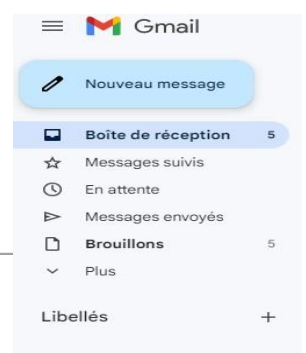 Gmail
Nouveau message
Boîte de réception 5
Messages suivis
En attente
Messages envoyés
Brouillons 5
Plus
Libellés +